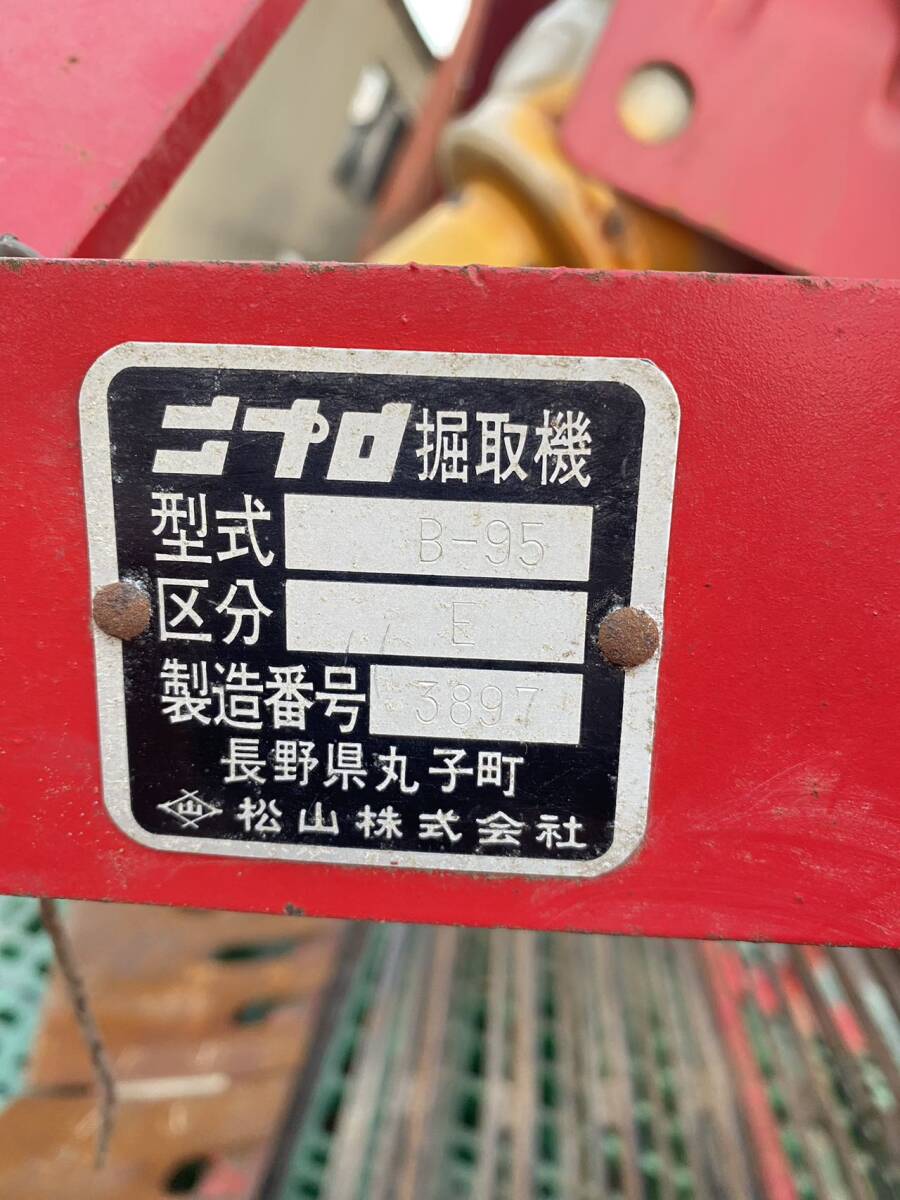 ニプロ掘取機
型式 B-95
区分 E
製造番号 3897
長野県丸子町
山 松山株式会社